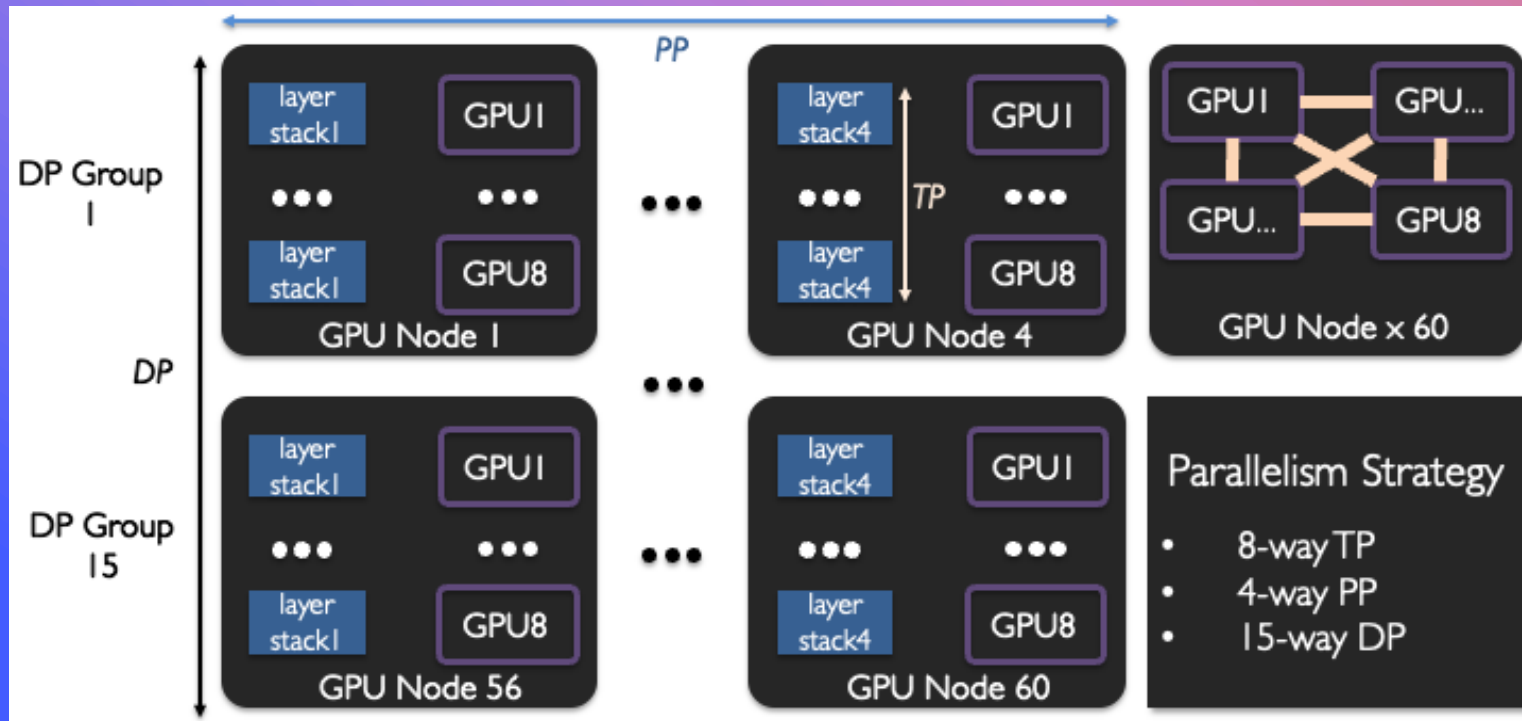 PP
DP Group
1
DP
layer
stack1
GPU1
layer
stack1
GPU8
GPU Node 1
layer
stack4
TP
GPU1
layer
stack4
GPU8
GPU Node 4
GPU1
GPU...
GPU...
GPU8
GPU Node x 60
DP Group
15
layer
stack1
GPU1
layer
stack1
GPU8
GPU Node 56
layer
stack4
GPU1
layer
stack4
GPU8
GPU Node 60
Parallelism Strategy
• 8-way TP
• 4-way PP
• 15-way DP